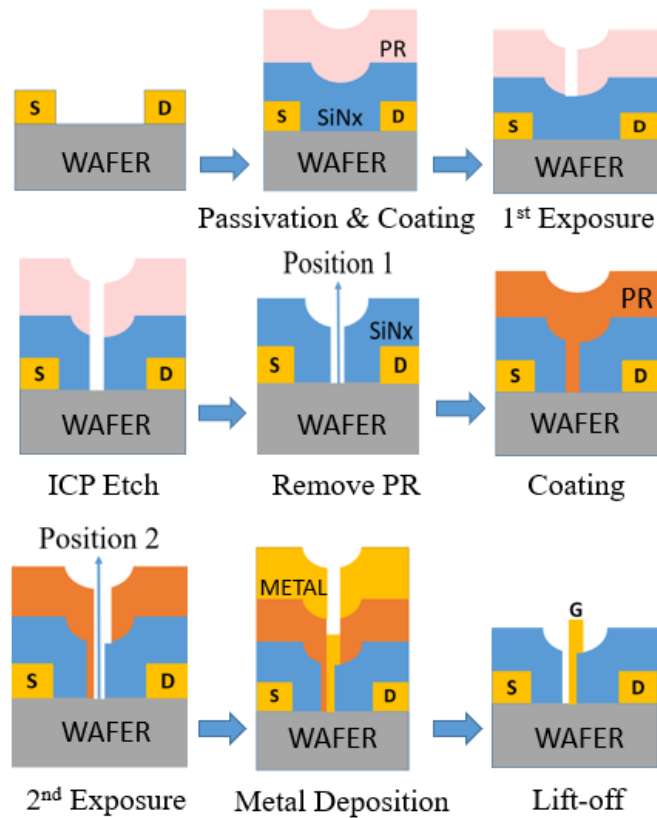 PR
S D
S SiNx D
S D
WAFER
WAFER
WAFER
Passivation & Coating
1st Exposure
Position 1
PR
SiNx
S D
S D
S D
WAFER
WAFER
WAFER
ICP Etch
Remove PR
Coating
Position 2
METAL
G
S D
S D
S D
WAFER
WAFER
WAFER
2nd Exposure
Metal Deposition
Lift-off